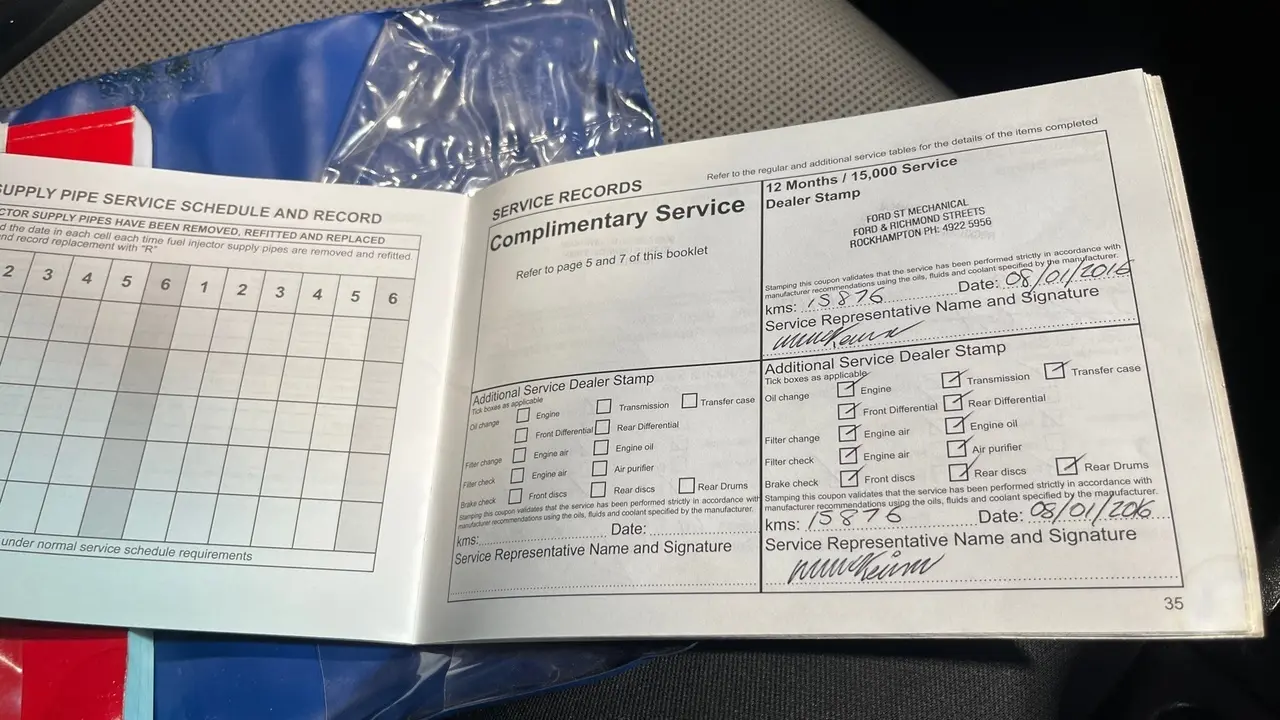 SUPPLY PIPE SERVICE SCHEDULE AND RECORD
CTOR SUPPLY PIPES HAVE BEEN REMOVED, REFITTED AND REPLACED
d the date in each cell each time fuel injector supply pipes are removed and refitted.
nd record replacement with "R"
2 3 4 5 6 1 2 3 4 5 6
under normal service schedule requirements
SERVICE RECORDS
Refer to the regular and additional service tables for the details of the items completed
Complimentary Service
Refer to page 5 and 7 of this booklet
Additional Service Dealer Stamp
Tick boxes as applicable
Oil change Engine Transmission Transfer case
Front Differential Rear Differential
Filter change Engine air Engine oil
Filter check Engine air Air purifier
Brake check Front discs Rear discs Rear Drums
Stamping this coupon validates that the service has been performed strictly in accordance with
manufacturer recommendations using the oils, fluids and coolant specified by the manufacturer.
kms: Date:
Service Representative Name and Signature
12 Months / 15,000 Service
Dealer Stamp
FORD ST MECHANICAL
FORD & RICHMOND STREETS
ROCKHAMPTON PH: 4922 5956
Stamping this coupon validates that the service has been performed strictly in accordance with
manufacturer recommendations using the oils, fluids and coolant specified by the manufacturer.
kms: 15876 Date: 08/01/2016
Service Representative Name and Signature
Additional Service Dealer Stamp
Tick boxes as applicable
Oil change Engine Transmission Transfer case
Front Differential Rear Differential
Filter change Engine air Engine oil
Filter check Engine air Air purifier
Brake check Front discs Rear discs Rear Drums
Stamping this coupon validates that the service has been performed strictly in accordance with
manufacturer recommendations using the oils, fluids and coolant specified by the manufacturer.
kms: 15876 Date: 08/01/2016
Service Representative Name and Signature
35